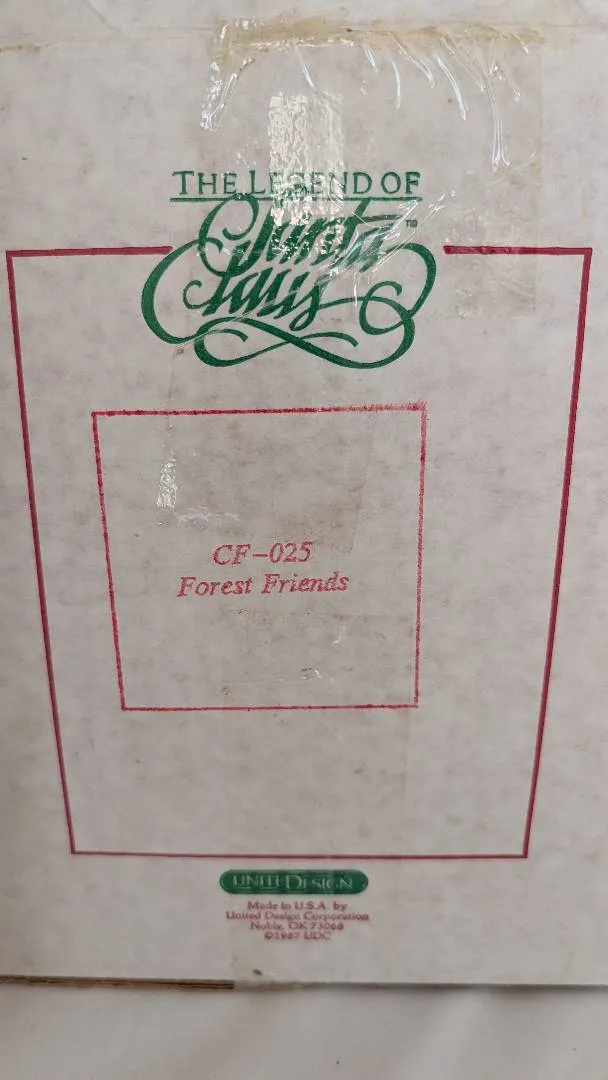 THE LEGEND OF
Santa™
Claus
CF-025
Forest Friends
UNITED DESIGN
Made in U.S.A. by
United Design Corporation
Noble, OK 73068
©1987 UDC